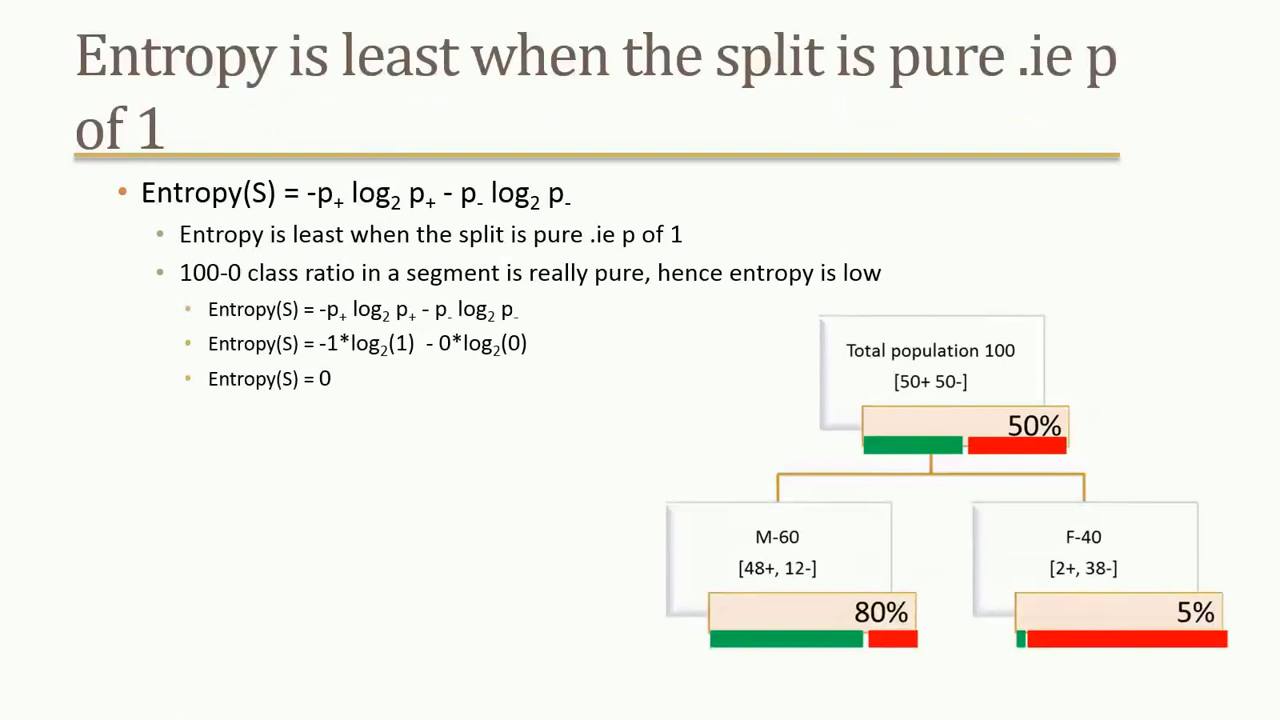 Entropy is least when the split is pure .ie p
of 1
• Entropy(S) = -p₊ log₂ p₊ - p₋ log₂ p₋
• Entropy is least when the split is pure .ie p of 1
• 100-0 class ratio in a segment is really pure, hence entropy is low
• Entropy(S) = -p₊ log₂ p₊ - p₋ log₂ p₋
• Entropy(S) = -1*log₂(1) - 0*log₂(0)
• Entropy(S) = 0
Total population 100
[50+ 50-]
50%
M-60
[48+, 12-]
80%
F-40
[2+, 38-]
5%